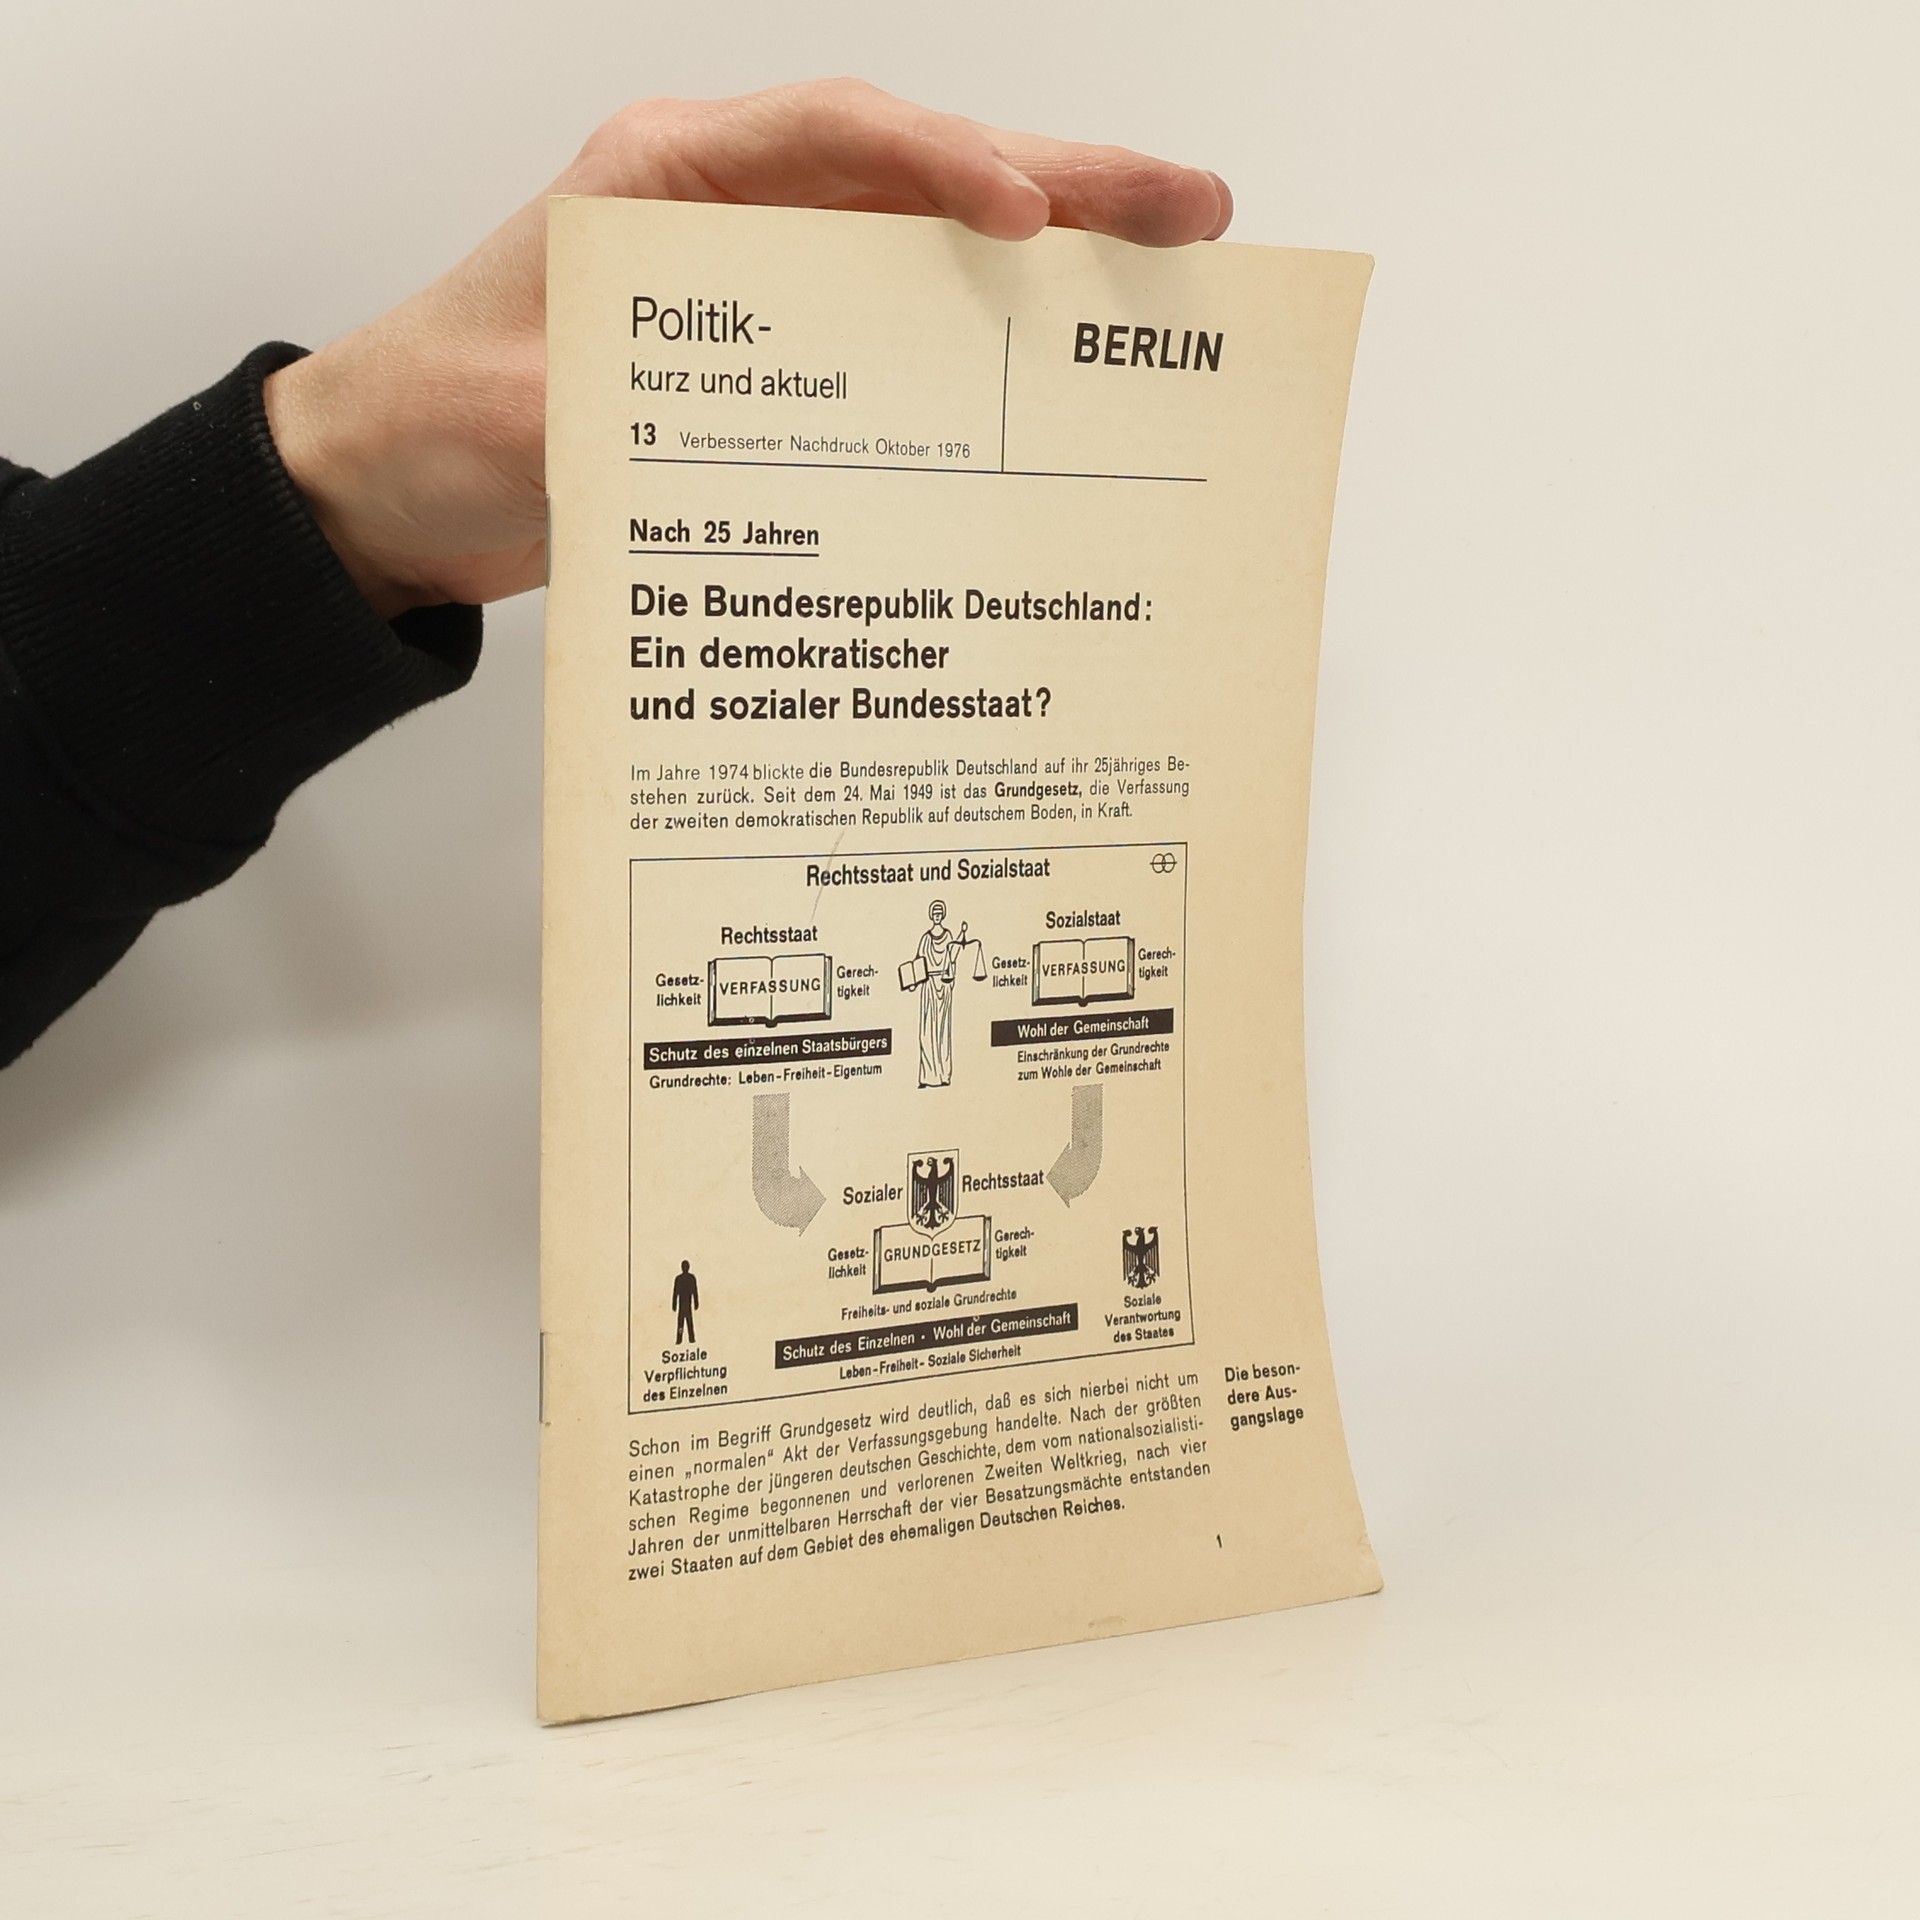 Politik-
kurz und aktuell
13 Verbesserter Nachdruck Oktober 1976
BERLIN
Nach 25 Jahren
Die Bundesrepublik Deutschland:
Ein demokratischer
und sozialer Bundesstaat?
Im Jahre 1974 blickte die Bundesrepublik Deutschland auf ihr 25jähriges Be-
stehen zurück. Seit dem 24. Mai 1949 ist das Grundgesetz, die Verfassung
der zweiten demokratischen Republik auf deutschem Boden, in Kraft.
Rechtsstaat und Sozialstaat
Rechtsstaat
Gesetz-
lichkeit
VERFASSUNG
Gerech-
tigkeit
Schutz des einzelnen Staatsbürgers
Grundrechte: Leben-Freiheit-Eigentum
Sozialstaat
Gesetz-
lichkeit
VERFASSUNG
Gerech-
tigkeit
Wohl der Gemeinschaft
Einschränkung der Grundrechte
zum Wohle der Gemeinschaft
Sozialer Rechtsstaat
Gesetz-
lichkeit
GRUNDGESETZ
Gerech-
tigkeit
Freiheits- und soziale Grundrechte
Schutz des Einzelnen · Wohl der Gemeinschaft
Leben-Freiheit-Soziale Sicherheit
Soziale
Verpflichtung
des Einzelnen
Soziale
Verantwortung
des Staates
Schon im Begriff Grundgesetz wird deutlich, daß es sich hierbei nicht um
einen „normalen“ Akt der Verfassungsgebung handelte. Nach der größten
Katastrophe der jüngeren deutschen Geschichte, dem vom nationalsozialisti-
schen Regime begonnenen und verlorenen Zweiten Weltkrieg, nach vier
Jahren der unmittelbaren Herrschaft der vier Besatzungsmächte entstanden
zwei Staaten auf dem Gebiet des ehemaligen Deutschen Reiches.
Die beson-
dere Aus-
gangslage
1